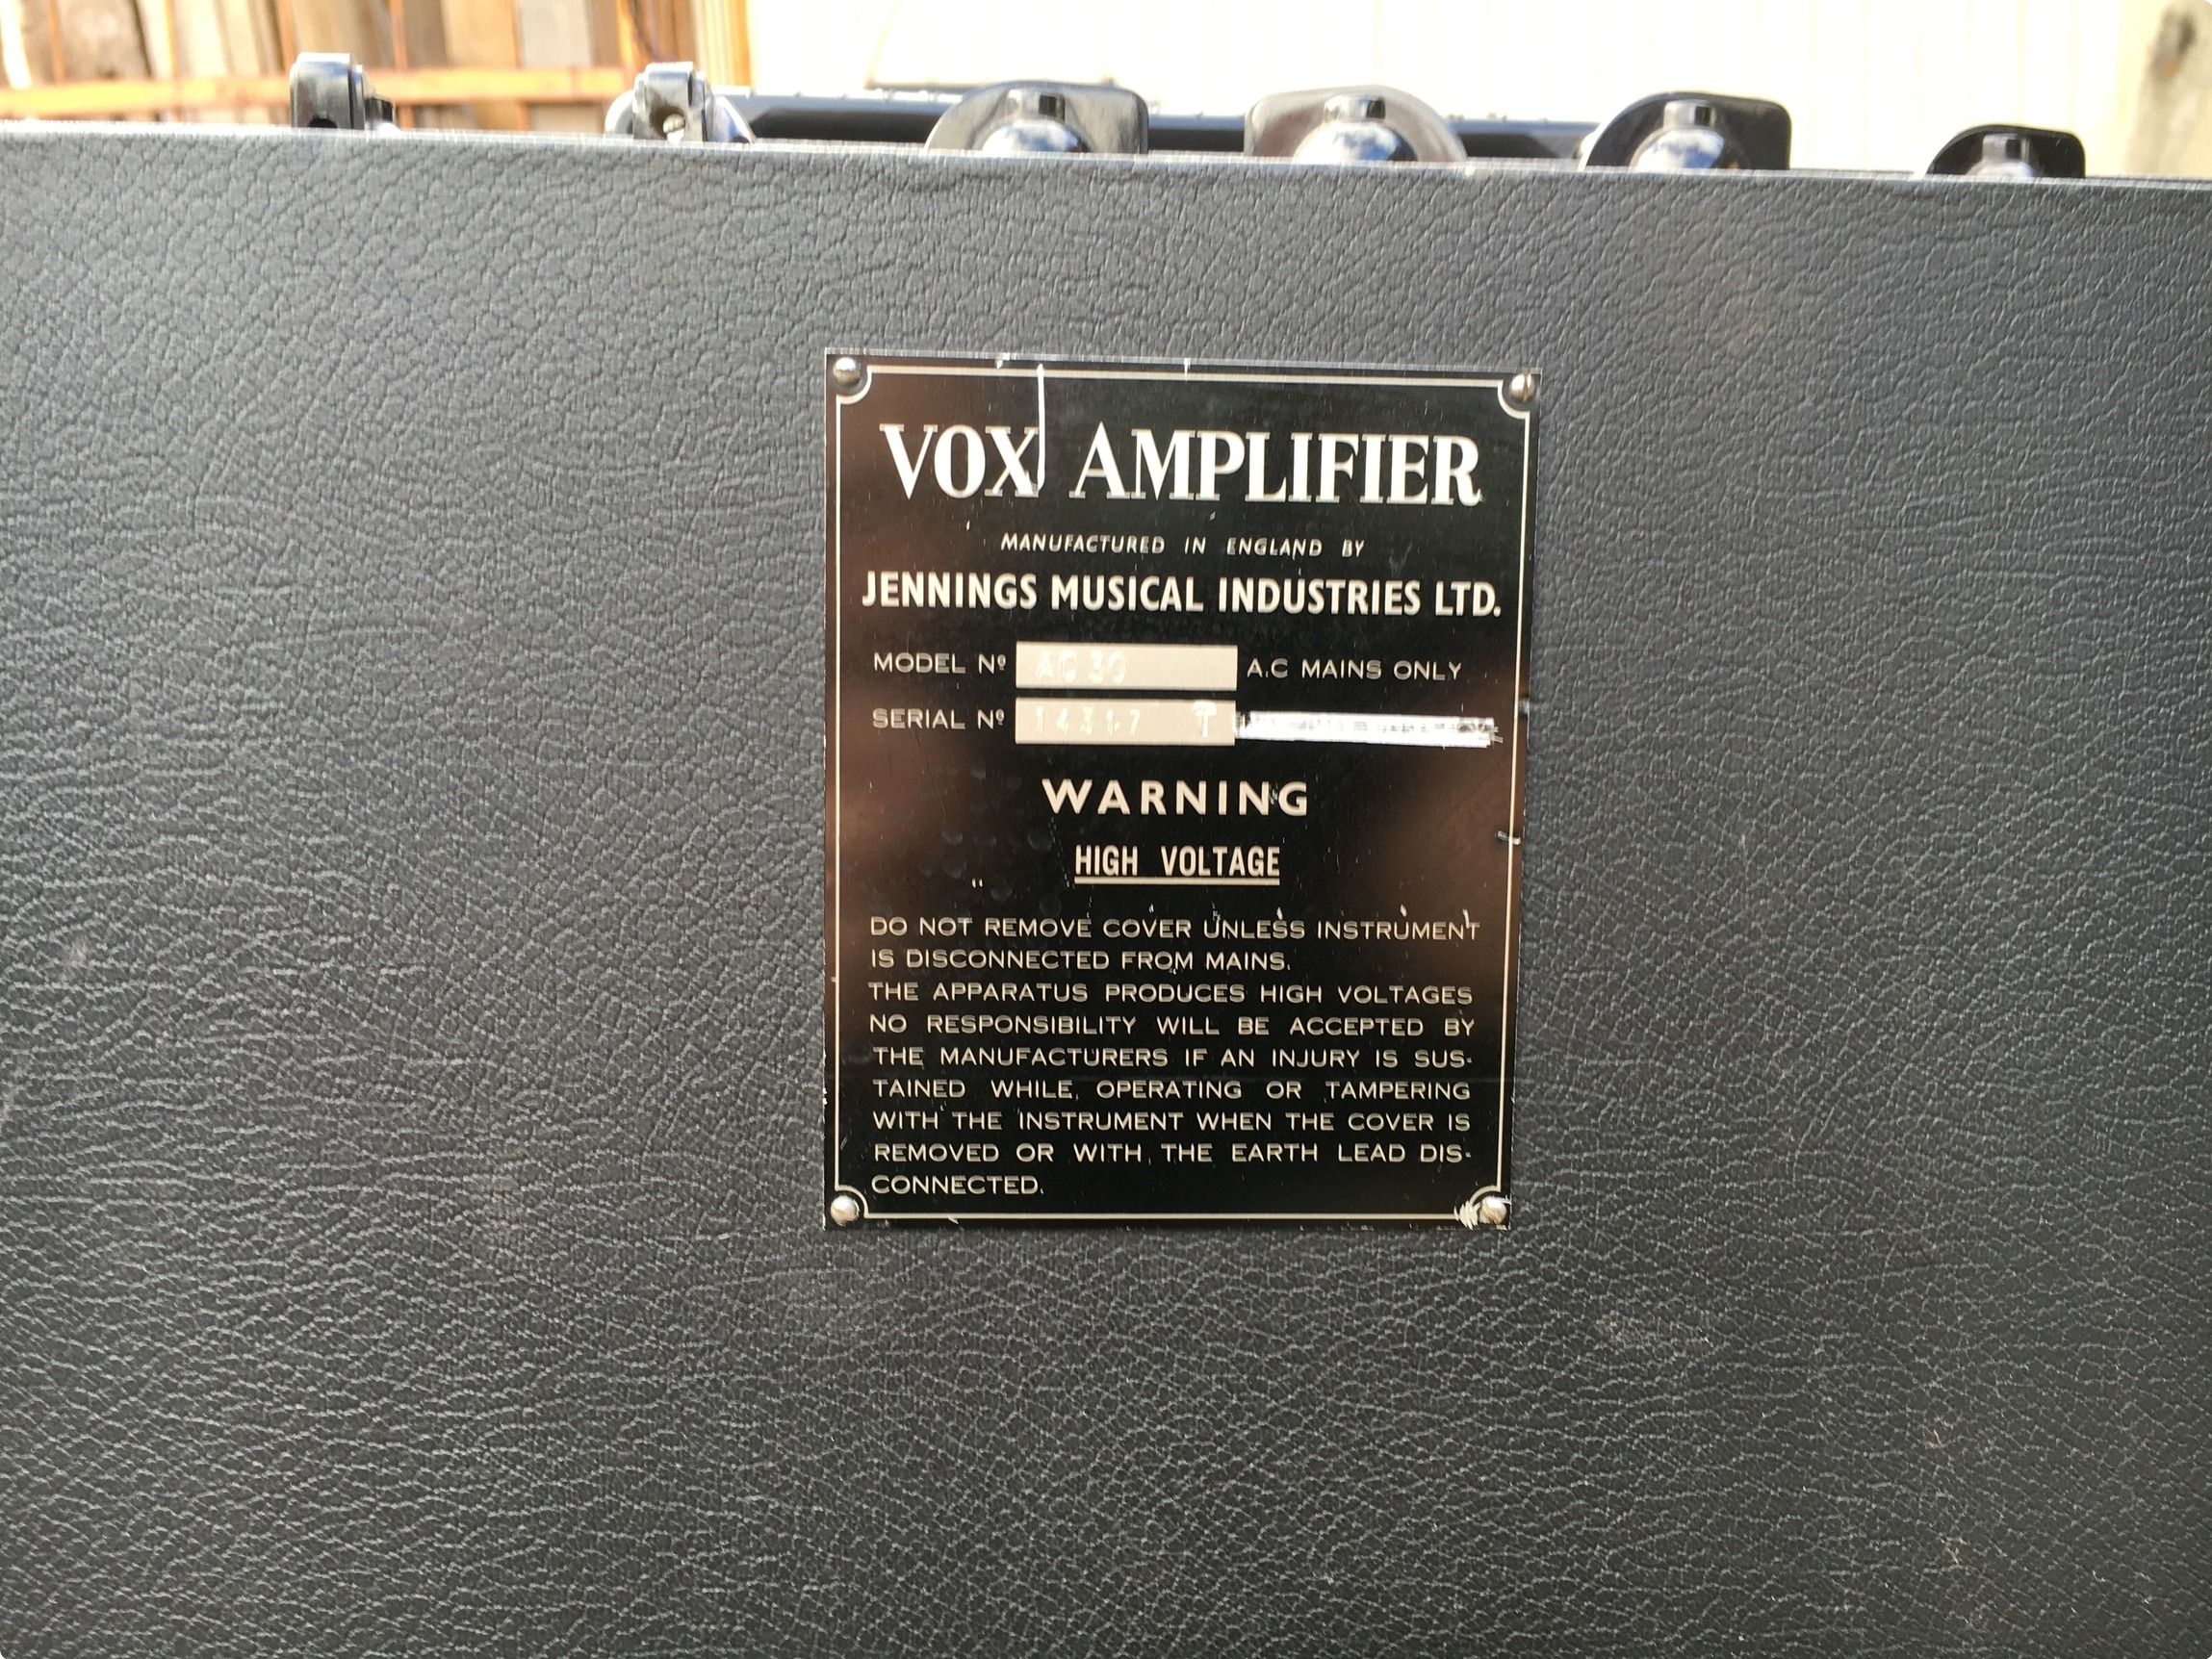 VOX AMPLIFIER
MANUFACTURED IN ENGLAND BY
JENNINGS MUSICAL INDUSTRIES LTD.
MODEL Nº AC30 A.C MAINS ONLY
SERIAL Nº 14317 T
WARNING
HIGH VOLTAGE
DO NOT REMOVE COVER UNLESS INSTRUMENT
IS DISCONNECTED FROM MAINS.
THE APPARATUS PRODUCES HIGH VOLTAGES
NO RESPONSIBILITY WILL BE ACCEPTED BY
THE MANUFACTURERS IF AN INJURY IS SUS-
TAINED WHILE OPERATING OR TAMPERING
WITH THE INSTRUMENT WHEN THE COVER IS
REMOVED OR WITH THE EARTH LEAD DIS-
CONNECTED.